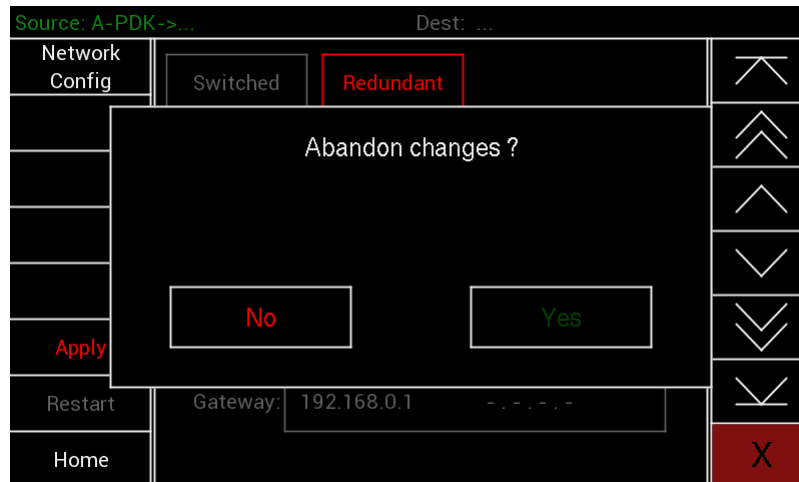 Source: A-PDK->... Dest: ...
Network
Config
Switched Redundant
Abandon changes ?
No Yes
Apply
Restart Gateway: 192.168.0.1 - . - . - . -
Home X